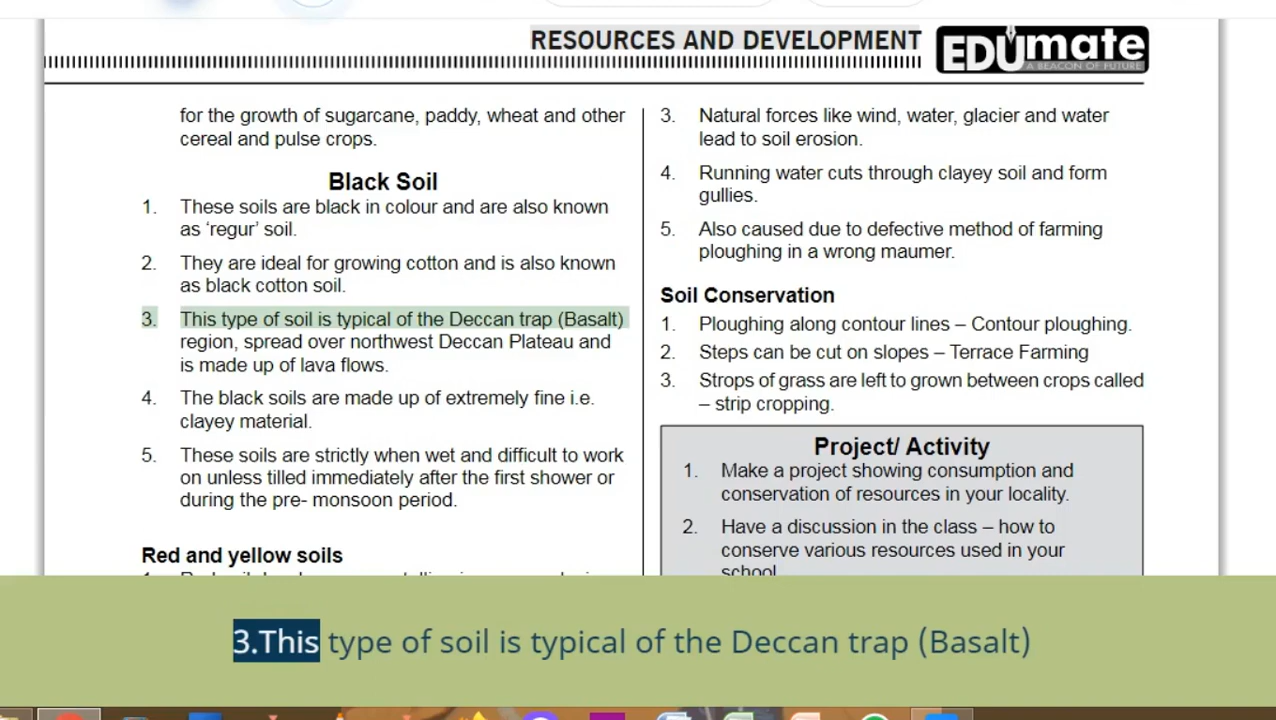 RESOURCES AND DEVELOPMENT
EDUmate
A BEACON OF FUTURE
for the growth of sugarcane, paddy, wheat and other
cereal and pulse crops.
Black Soil
1. These soils are black in colour and are also known
as ‘regur’ soil.
2. They are ideal for growing cotton and is also known
as black cotton soil.
3. This type of soil is typical of the Deccan trap (Basalt)
region, spread over northwest Deccan Plateau and
is made up of lava flows.
4. The black soils are made up of extremely fine i.e.
clayey material.
5. These soils are strictly when wet and difficult to work
on unless tilled immediately after the first shower or
during the pre- monsoon period.
Red and yellow soils
3. Natural forces like wind, water, glacier and water
lead to soil erosion.
4. Running water cuts through clayey soil and form
gullies.
5. Also caused due to defective method of farming
ploughing in a wrong maumer.
Soil Conservation
1. Ploughing along contour lines – Contour ploughing.
2. Steps can be cut on slopes – Terrace Farming
3. Strops of grass are left to grown between crops called
– strip cropping.
Project/ Activity
1. Make a project showing consumption and
conservation of resources in your locality.
2. Have a discussion in the class – how to
conserve various resources used in your
school
3.This type of soil is typical of the Deccan trap (Basalt)